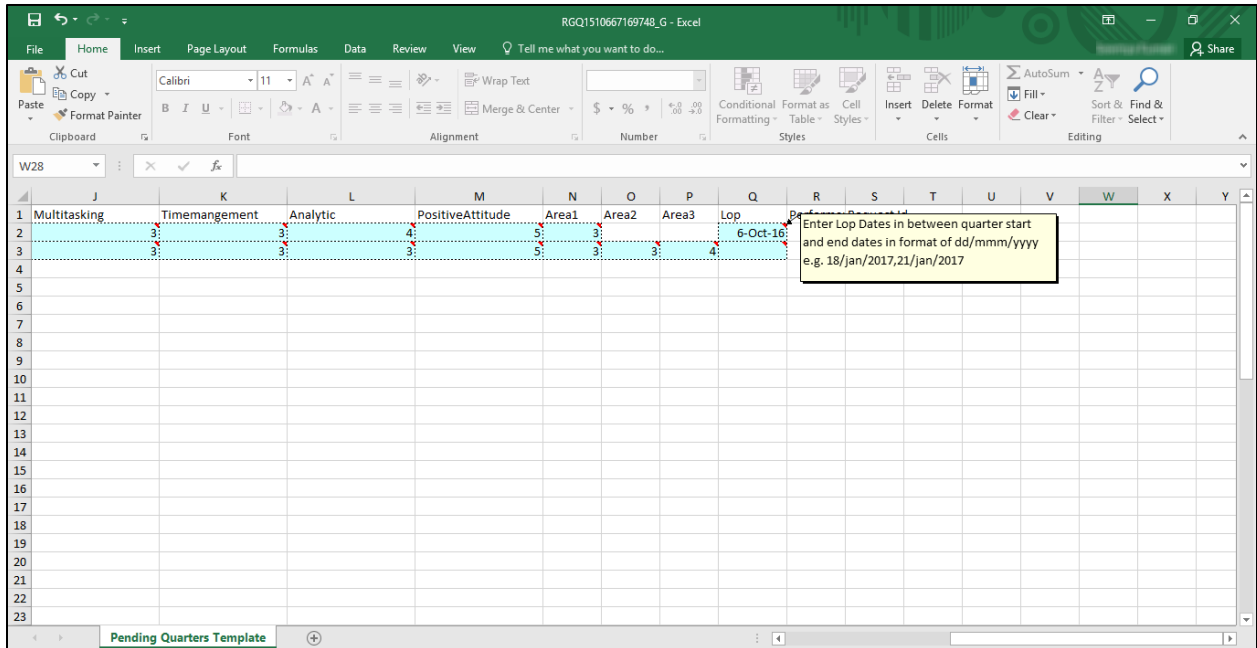 RGQ1510667169748_G - Excel
File Home Insert Page Layout Formulas Data Review View Tell me what you want to do... Share
Paste
Cut
Copy
Format Painter
Clipboard
Calibri 11 A A
B I U A
Font
Wrap Text
Merge & Center
Alignment
$ % , .0 .00 .00 .0
Number
Conditional Formatting
Format as Table
Cell Styles
Styles
Insert Delete Format
Cells
AutoSum
Fill
Clear
Sort & Filter
Find & Select
Editing
W28 fx
J K L M N O P Q R S T U V W X Y
1 Multitasking Timemangement Analytic PositiveAttitude Area1 Area2 Area3 Lop
2 3 3 4 5 3 6-Oct-16
3 3 3 3 5 3 3 4
Enter Lop Dates in between quarter start
and end dates in format of dd/mmm/yyyy
e.g. 18/jan/2017,21/jan/2017
4
5
6
7
8
9
10
11
12
13
14
15
16
17
18
19
20
21
22
23
Pending Quarters Template